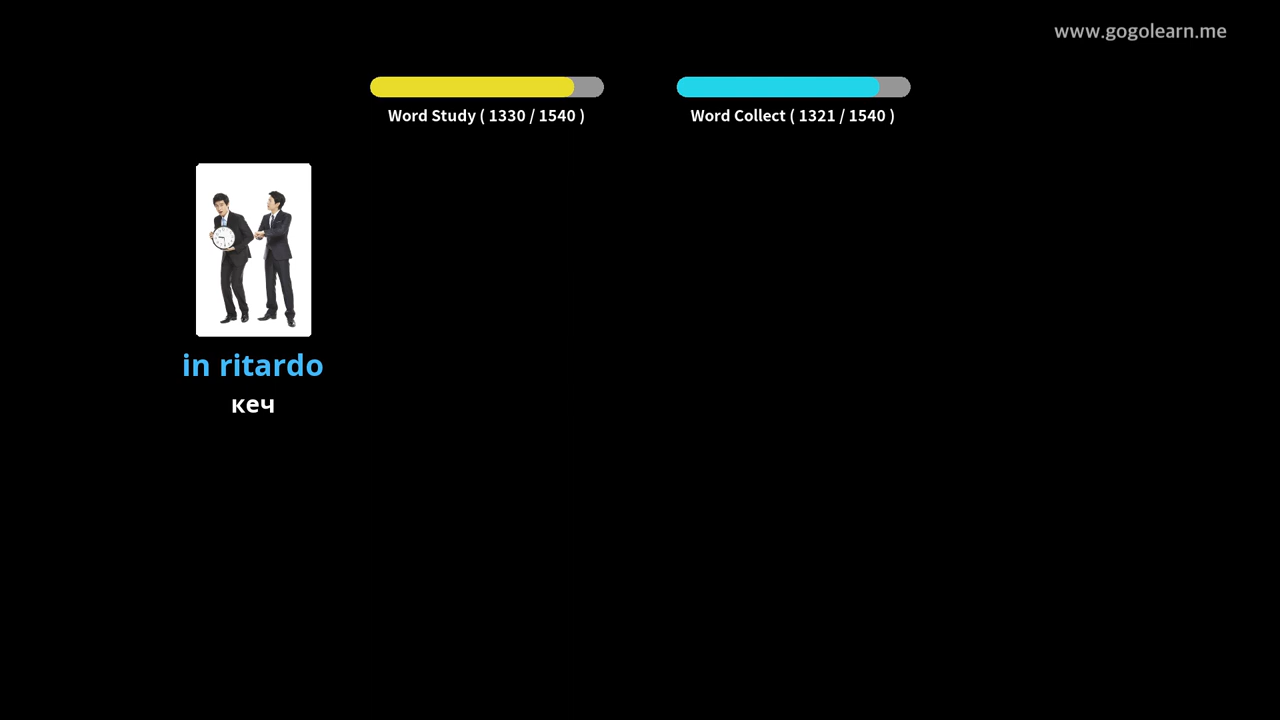 www.gogolearn.me
Word Study ( 1330 / 1540 )
Word Collect ( 1321 / 1540 )
in ritardo
кеч